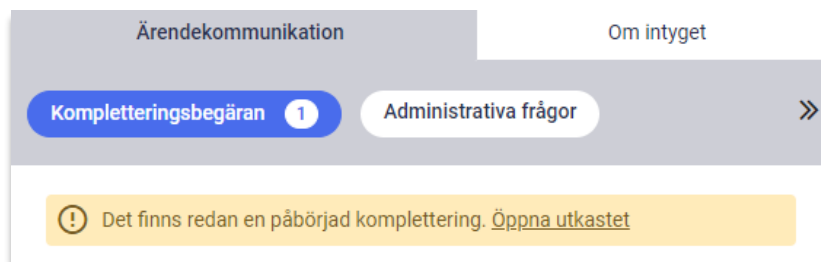 Ärendekommunikation Om intyget
Kompletteringsbegäran 1 Administrativa frågor
Det finns redan en påbörjad komplettering. Öppna utkastet